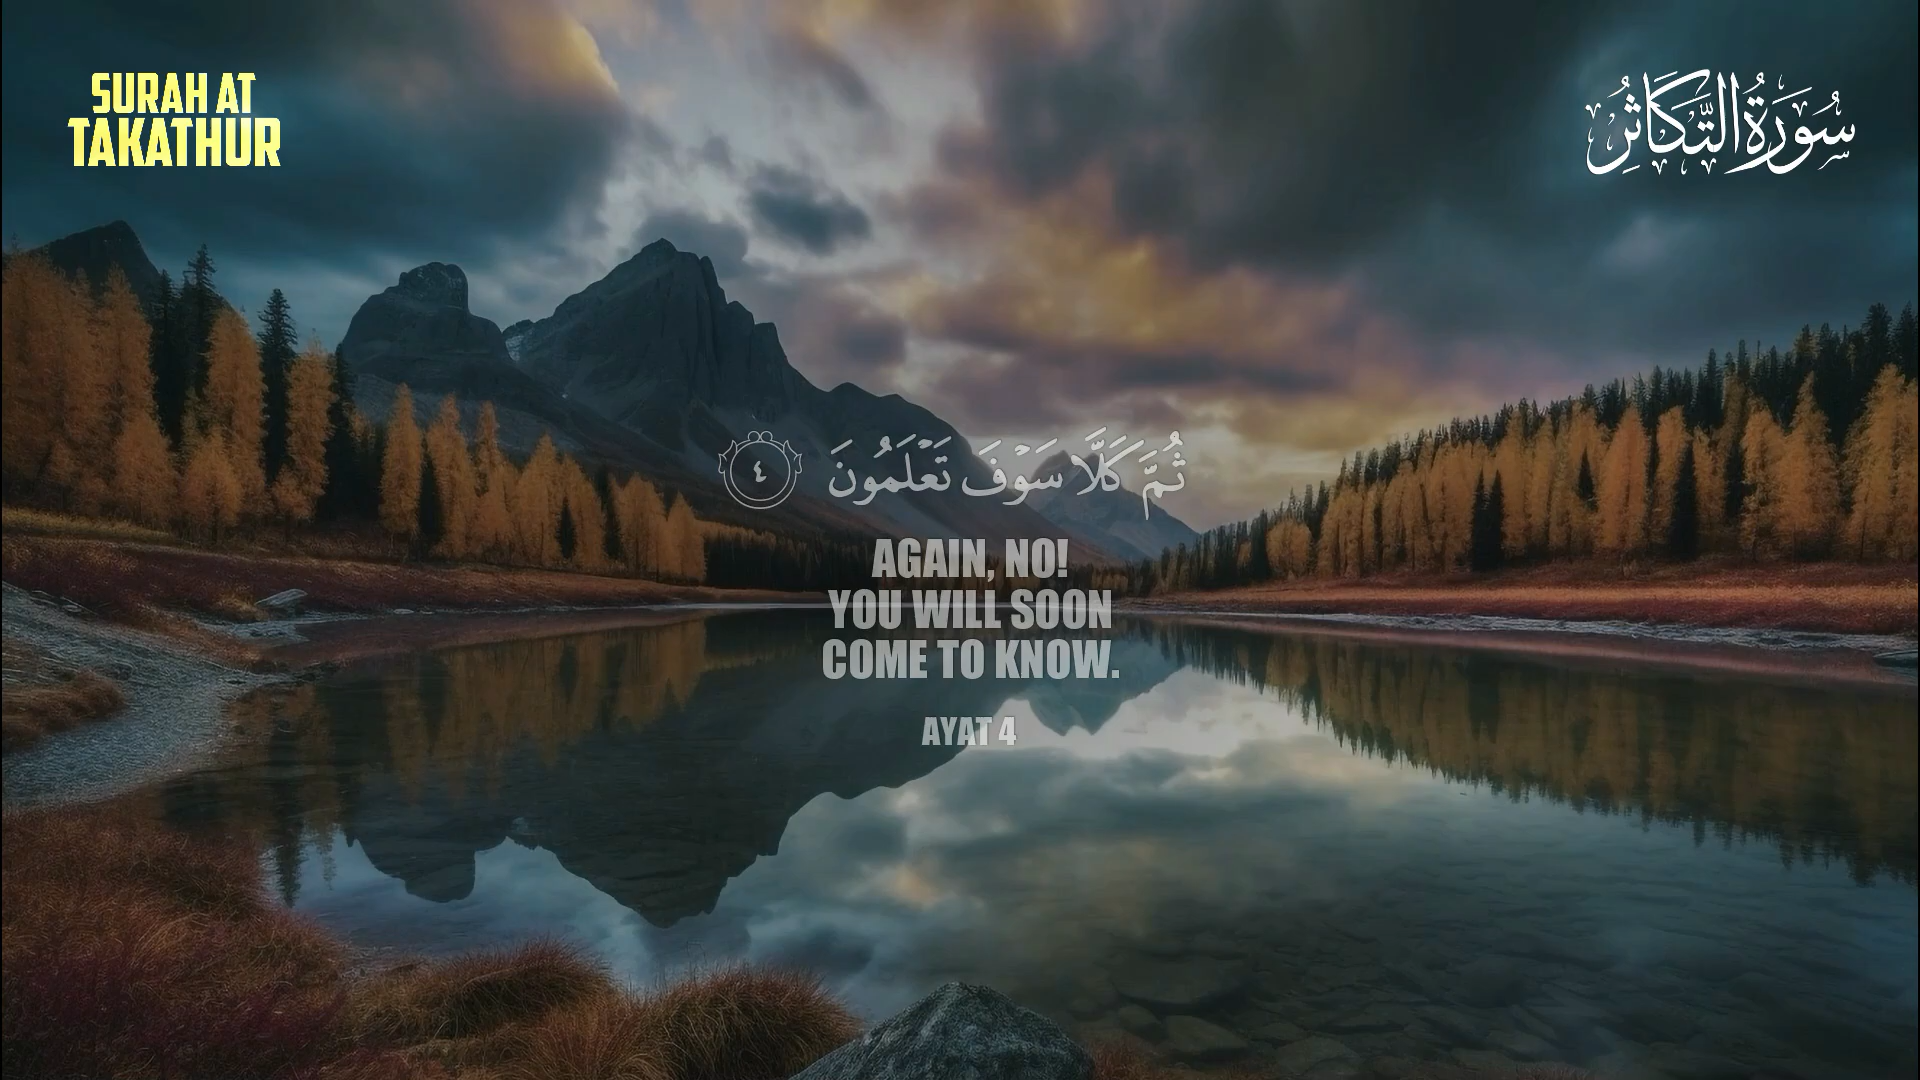 SURAH AT
TAKATHUR
سُورَةُ التَّكَاثُرِ
ثُمَّ كَلَّا سَوۡفَ تَعۡلَمُونَ ٤
AGAIN, NO!
YOU WILL SOON
COME TO KNOW.
AYAT 4